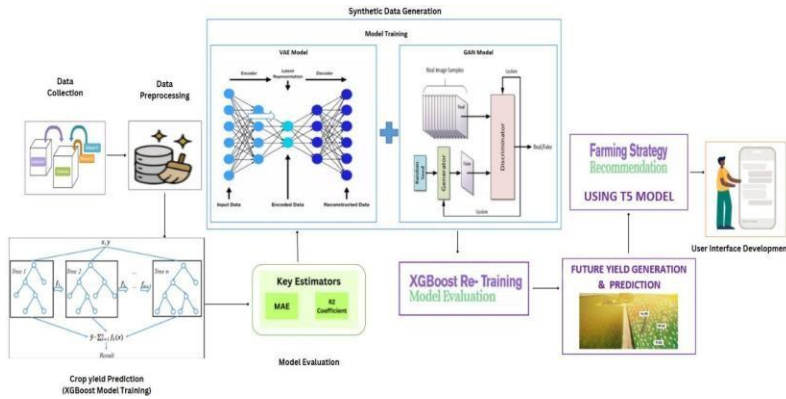 Synthetic Data Generation
Model Training
VAE Model
GAN Model
Data
Collection
Data
Preprocessing
Encoder
Latent
Representation
Encoder
Input Data
Encoded Data
Reconstructed Data
Real Image Samples
Real
Update
Discriminator
Real/Fake
Random
Seed
Generator
Fake
Update
Farming Strategy
Recommendation
USING T5 MODEL
User Interface Development
x, y
Tree 1
Tree 2
Tree n
Result
Crop yield Prediction
(XGBoost Model Training)
Key Estimators
MAE
R2
Coefficient
Model Evaluation
XGBoost Re- Training
Model Evaluation
FUTURE YIELD GENERATION
& PREDICTION